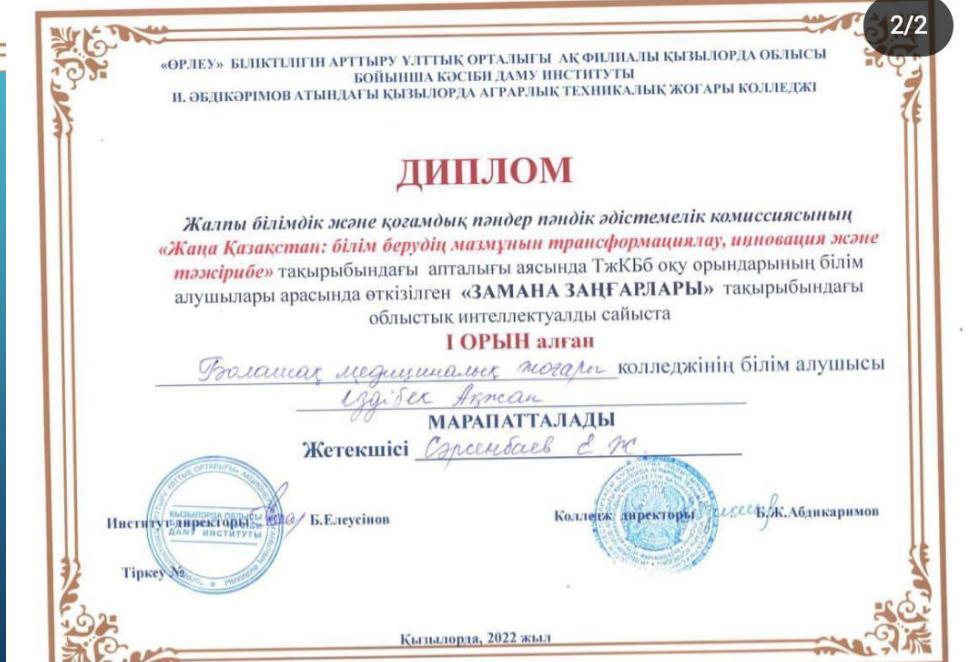 2/2
«ӨРЛЕУ» БІЛІКТІЛІГІН АРТТЫРУ ҰЛТТЫҚ ОРТАЛЫҒЫ АҚ ФИЛИАЛЫ ҚЫЗЫЛОРДА ОБЛЫСЫ
БОЙЫНША КӘСІБИ ДАМУ ИНСТИТУТЫ
И. ӘБДІКӘРІМОВ АТЫНДАҒЫ ҚЫЗЫЛОРДА АГРАРЛЫҚ ТЕХНИКАЛЫҚ ЖОҒАРЫ КОЛЛЕДЖІ
ДИПЛОМ
Жалпы білімдік және қоғамдық пәндер пәндік әдістемелік комиссиясының
«Жаңа Қазақстан: білім берудің мазмұнын трансформациялау, инновация және
тәжірибе» тақырыбындағы апталығы аясында ТжКБб оқу орындарының білім
алушылары арасында өткізілген «ЗАМАНА ЗАҢҒАРЛАРЫ» тақырыбындағы
облыстық интеллектуалды сайыста
І ОРЫН алған
Болашақ медициналық жоғары колледжінің білім алушысы
Іздібек Ақжан
МАРАПАТТАЛАДЫ
Жетекшісі Сәренбаев Е. Ж.
Институт директоры Б.Елеусінов
Колледж директоры Б.Ж.Абдикаримов
ДАМУ ИНСТИТУТЫ
Тіркеу №
Қызылорда, 2022 жыл